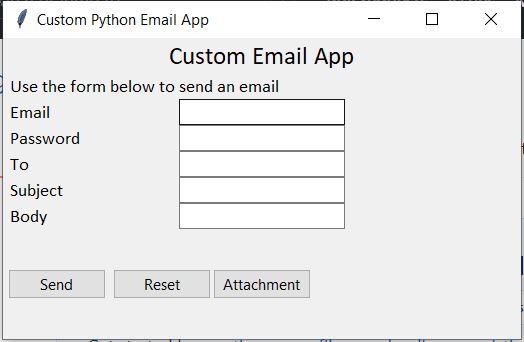 Custom Python Email App
Custom Email App
Use the form below to send an email
Email
Password
To
Subject
Body
Send Reset Attachment